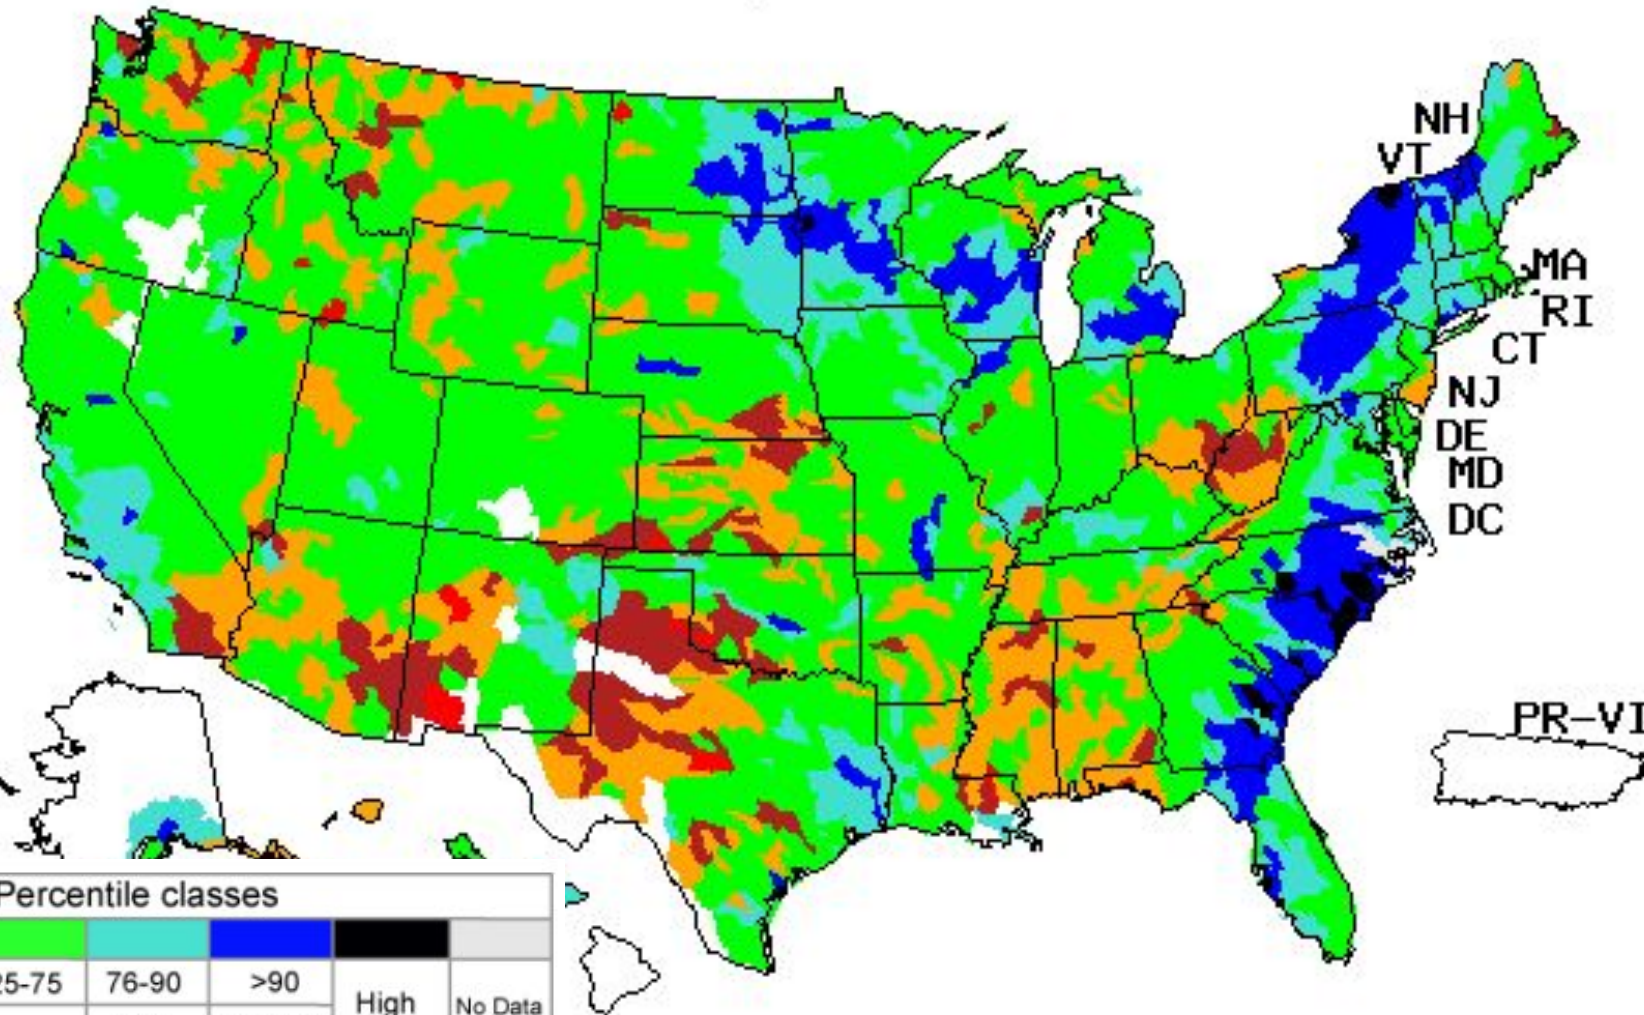 NH
VT
MA
RI
CT
NJ
DE
MD
DC
PR-VI
Percentile classes
25-75 76-90 >90 High No Data